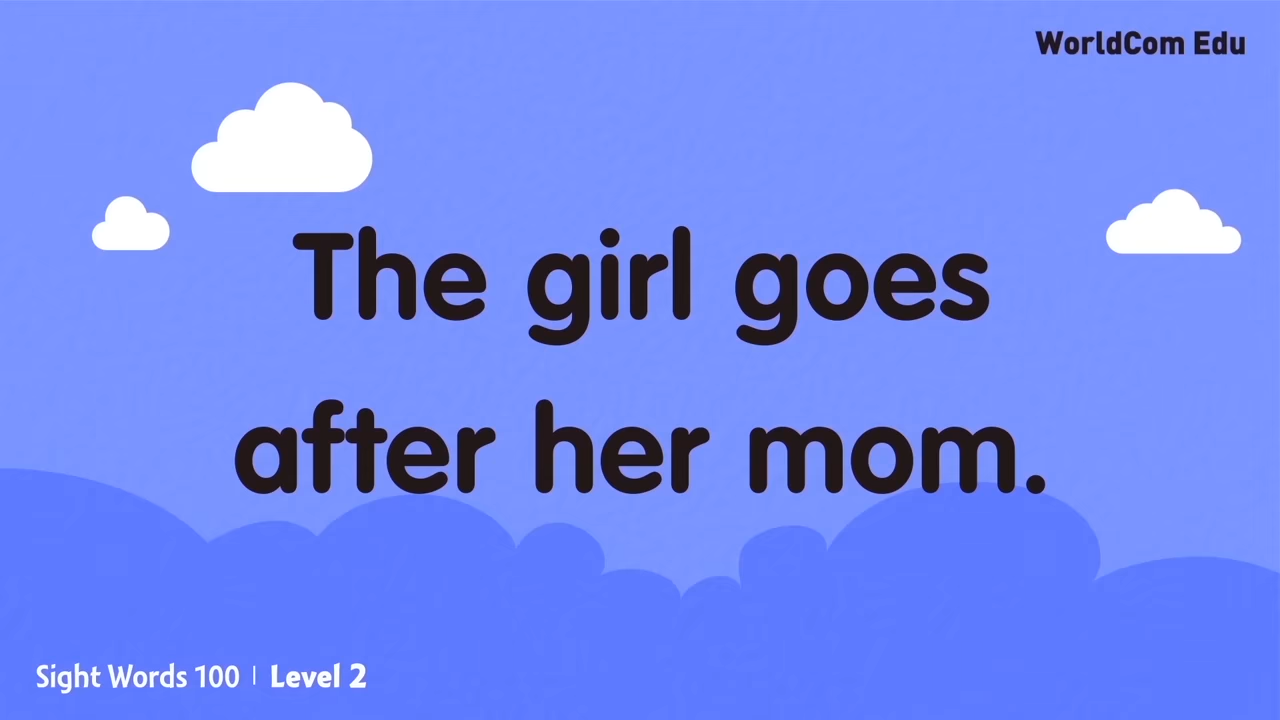 WorldCom Edu
The girl goes
after her mom.
Sight Words 100 | Level 2